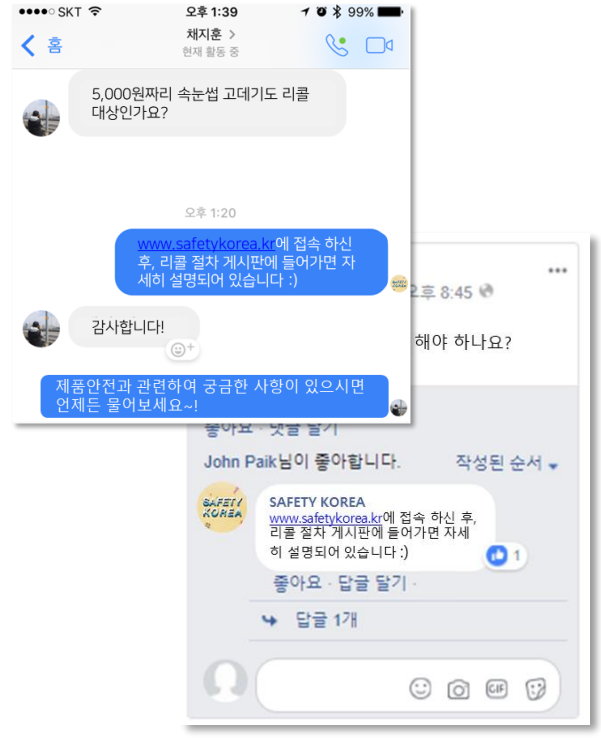 SKT 오후 1:39 99%
홈 채지훈 >
현재 활동 중
5,000원짜리 속눈썹 고데기도 리콜
대상인가요?
오후 1:20
www.safetykorea.kr에 접속 하신
후, 리콜 절차 게시판에 들어가면 자
세히 설명되어 있습니다 :)
감사합니다!
제품안전과 관련하여 궁금한 사항이 있으시면
언제든 물어보세요~!
오후 8:45
해야 하나요?
좋아요 · 댓글 달기
John Paik님이 좋아합니다. 작성된 순서
SAFETY KOREA
SAFETY KOREA
www.safetykorea.kr에 접속 하신 후,
리콜 절차 게시판에 들어가면 자세
히 설명되어 있습니다 :)
1
좋아요 · 답글 달기 ·
답글 1개
GIF